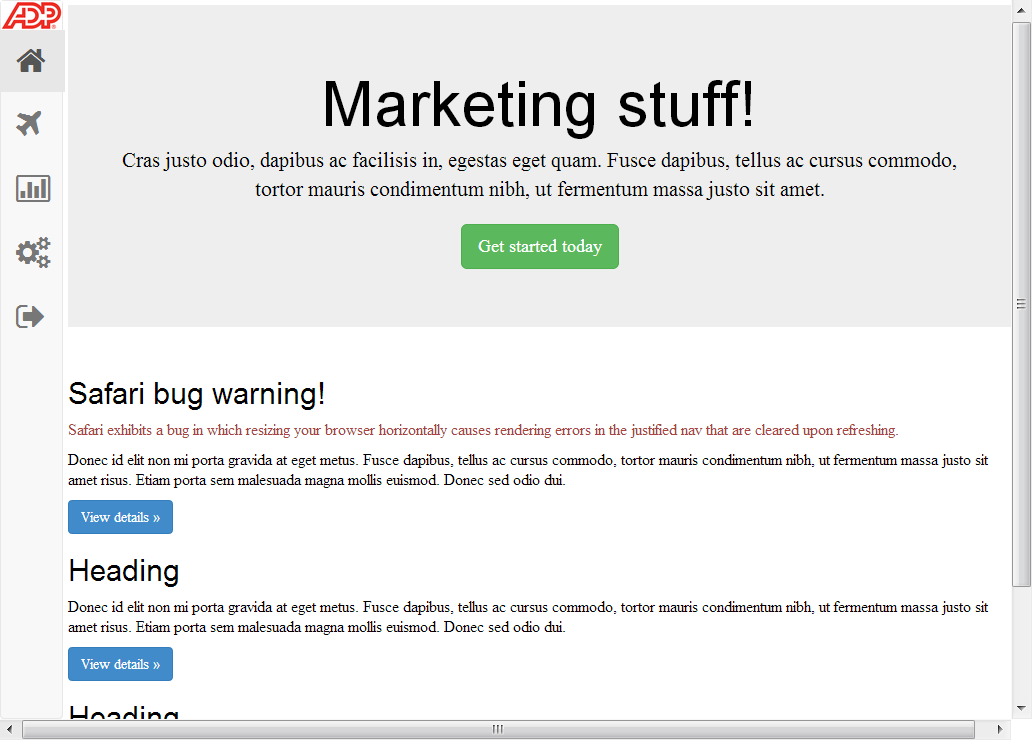 ADP
Marketing stuff!
Cras justo odio, dapibus ac facilisis in, egestas eget quam. Fusce dapibus, tellus ac cursus commodo,
tortor mauris condimentum nibh, ut fermentum massa justo sit amet.
Get started today
Safari bug warning!
Safari exhibits a bug in which resizing your browser horizontally causes rendering errors in the justified nav that are cleared upon refreshing.
Donec id elit non mi porta gravida at eget metus. Fusce dapibus, tellus ac cursus commodo, tortor mauris condimentum nibh, ut fermentum massa justo sit
amet risus. Etiam porta sem malesuada magna mollis euismod. Donec sed odio dui.
View details »
Heading
Donec id elit non mi porta gravida at eget metus. Fusce dapibus, tellus ac cursus commodo, tortor mauris condimentum nibh, ut fermentum massa justo sit
amet risus. Etiam porta sem malesuada magna mollis euismod. Donec sed odio dui.
View details »
Heading